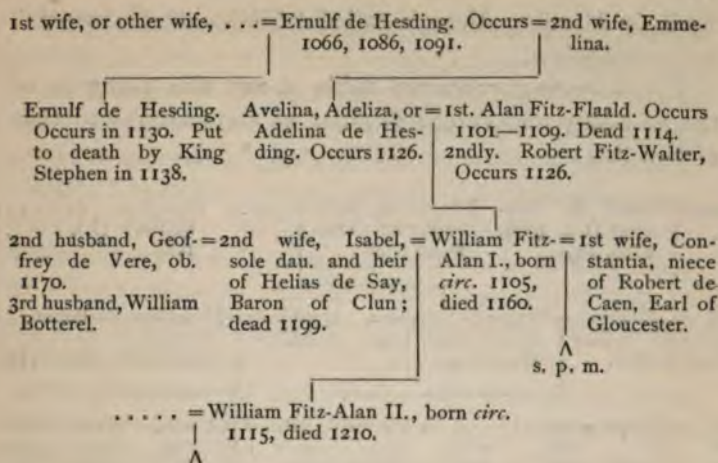 1st wife, or other wife, . . . = Ernulf de Hesding. Occurs = 2nd wife, Emme-
1066, 1086, 1091. lina.
Ernulf de Hesding. Avelina, Adeliza, or = 1st. Alan Fitz-Flaald. Occurs
Occurs in 1130. Put Adelina de Hes- 1101—1109. Dead 1114.
to death by King ding. Occurs 1126. 2ndly. Robert Fitz-Walter,
Stephen in 1138. Occurs 1126.
2nd husband, Geof- = 2nd wife, Isabel, = William Fitz- = 1st wife, Con-
frey de Vere, ob. sole dau. and heir Alan I., born stantia, niece
1170. of Helias de Say, circ. 1105, of Robert de
3rd husband, William Baron of Clun; died 1160. Caen, Earl of
Botterel. dead 1199. Gloucester.
s. p. m.
. . . . . = William Fitz-Alan II., born circ.
1115, died 1210.